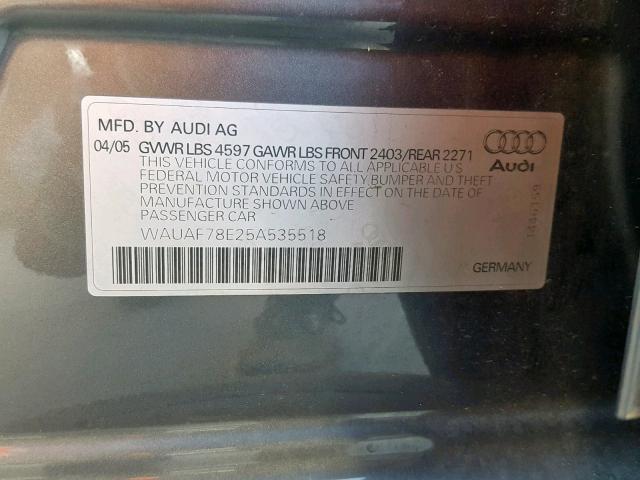 MFD. BY AUDI AG
04/05 GVWR LBS 4597 GAWR LBS FRONT 2403/REAR 2271
THIS VEHICLE CONFORMS TO ALL APPLICABLE U S
FEDERAL MOTOR VEHICLE SAFETY, BUMPER AND THEFT
PREVENTION STANDARDS IN EFFECT ON THE DATE OF
MANUFACTURE SHOWN ABOVE
PASSENGER CAR
WAUAF78E25A535518
Audi
1446159
GERMANY